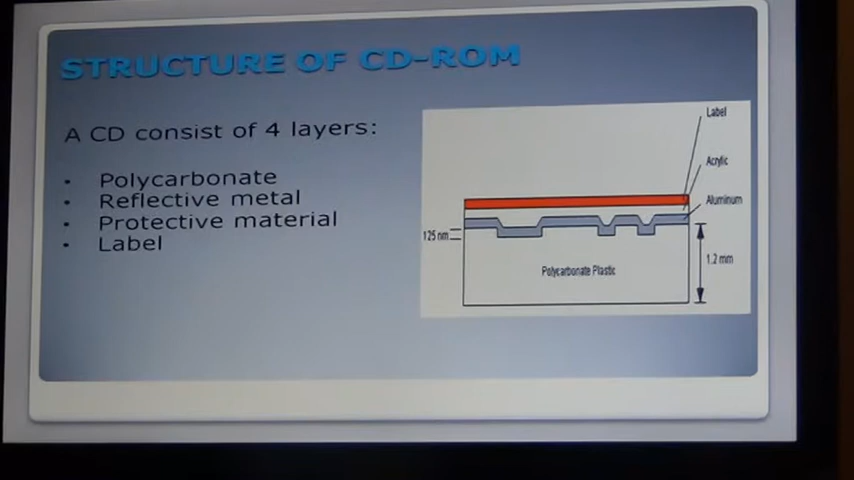 STRUCTURE OF CD-ROM
A CD consist of 4 layers:
• Polycarbonate
• Reflective metal
• Protective material
• Label
Label
Acrylic
Aluminum
125 nm
1.2 mm
Polycarbonate Plastic